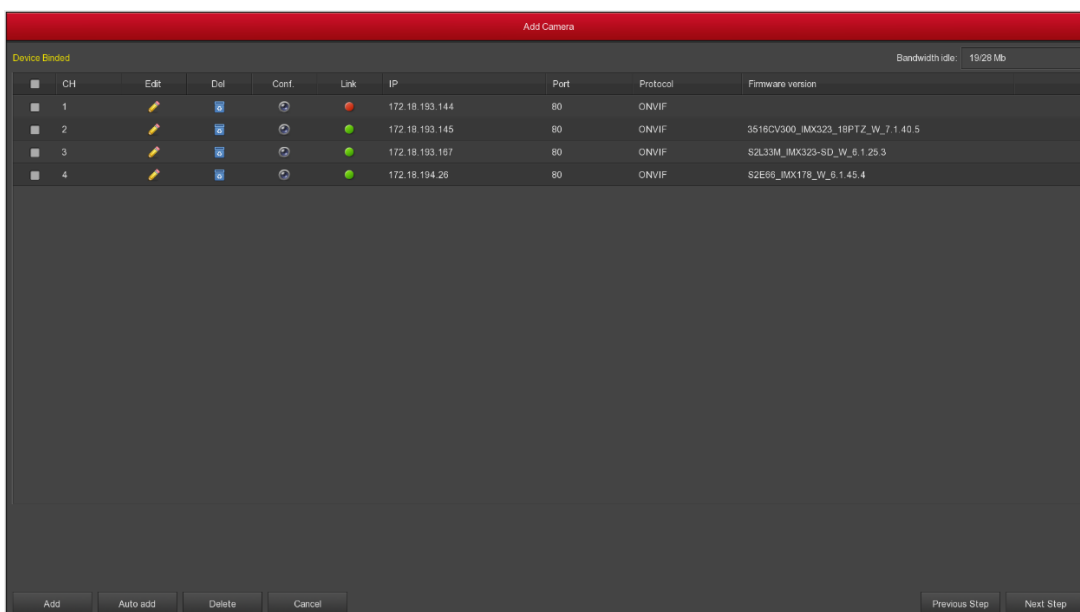 Add Camera
Device Binded Bandwidth idle: 19/28 Mb
CH Edit Del Conf. Link IP Port Protocol Firmware version
1 172.18.193.144 80 ONVIF
2 172.18.193.145 80 ONVIF 3516CV300_IMX323_18PTZ_W_7.1.40.5
3 172.18.193.167 80 ONVIF S2L33M_IMX323-SD_W_6.1.25.3
4 172.18.194.26 80 ONVIF S2E66_IMX178_W_6.1.45.4
Add Auto add Delete Cancel Previous Step Next Step